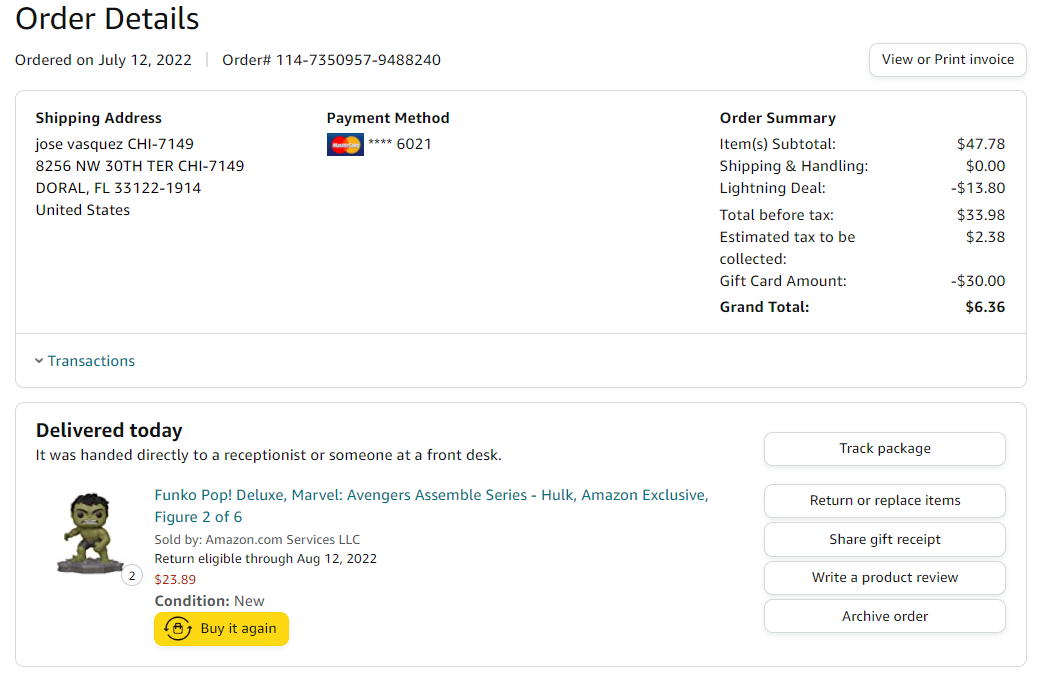 Order Details
Ordered on July 12, 2022 | Order# 114-7350957-9488240
View or Print invoice
Shipping Address
jose vasquez CHI-7149
8256 NW 30TH TER CHI-7149
DORAL, FL 33122-1914
United States
Payment Method
MasterCard **** 6021
Order Summary
Item(s) Subtotal: $47.78
Shipping & Handling: $0.00
Lightning Deal: -$13.80
Total before tax: $33.98
Estimated tax to be $2.38
collected:
Gift Card Amount: -$30.00
Grand Total: $6.36
Transactions
Delivered today
It was handed directly to a receptionist or someone at a front desk.
2
Funko Pop! Deluxe, Marvel: Avengers Assemble Series - Hulk, Amazon Exclusive,
Figure 2 of 6
Sold by: Amazon.com Services LLC
Return eligible through Aug 12, 2022
$23.89
Condition: New
Buy it again
Track package
Return or replace items
Share gift receipt
Write a product review
Archive order